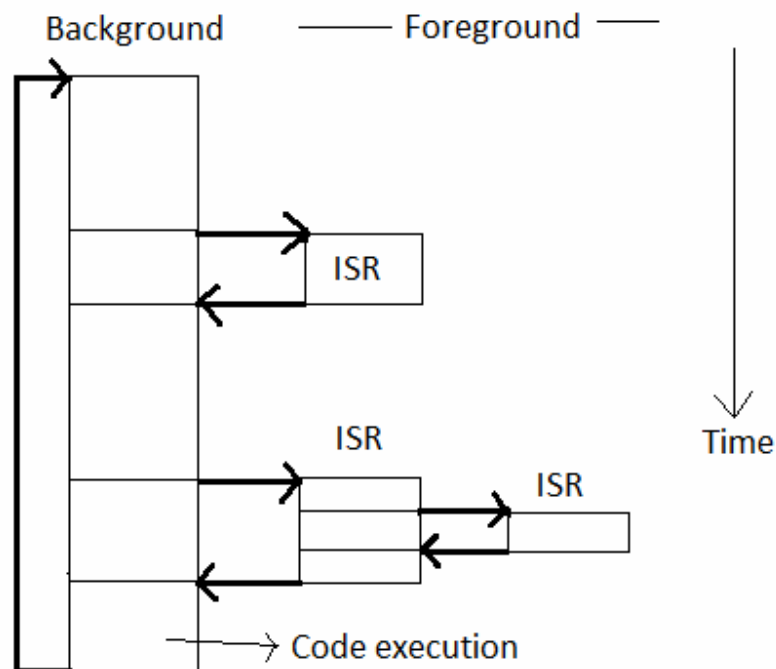 Background
Foreground
ISR
ISR
Time
ISR
Code execution